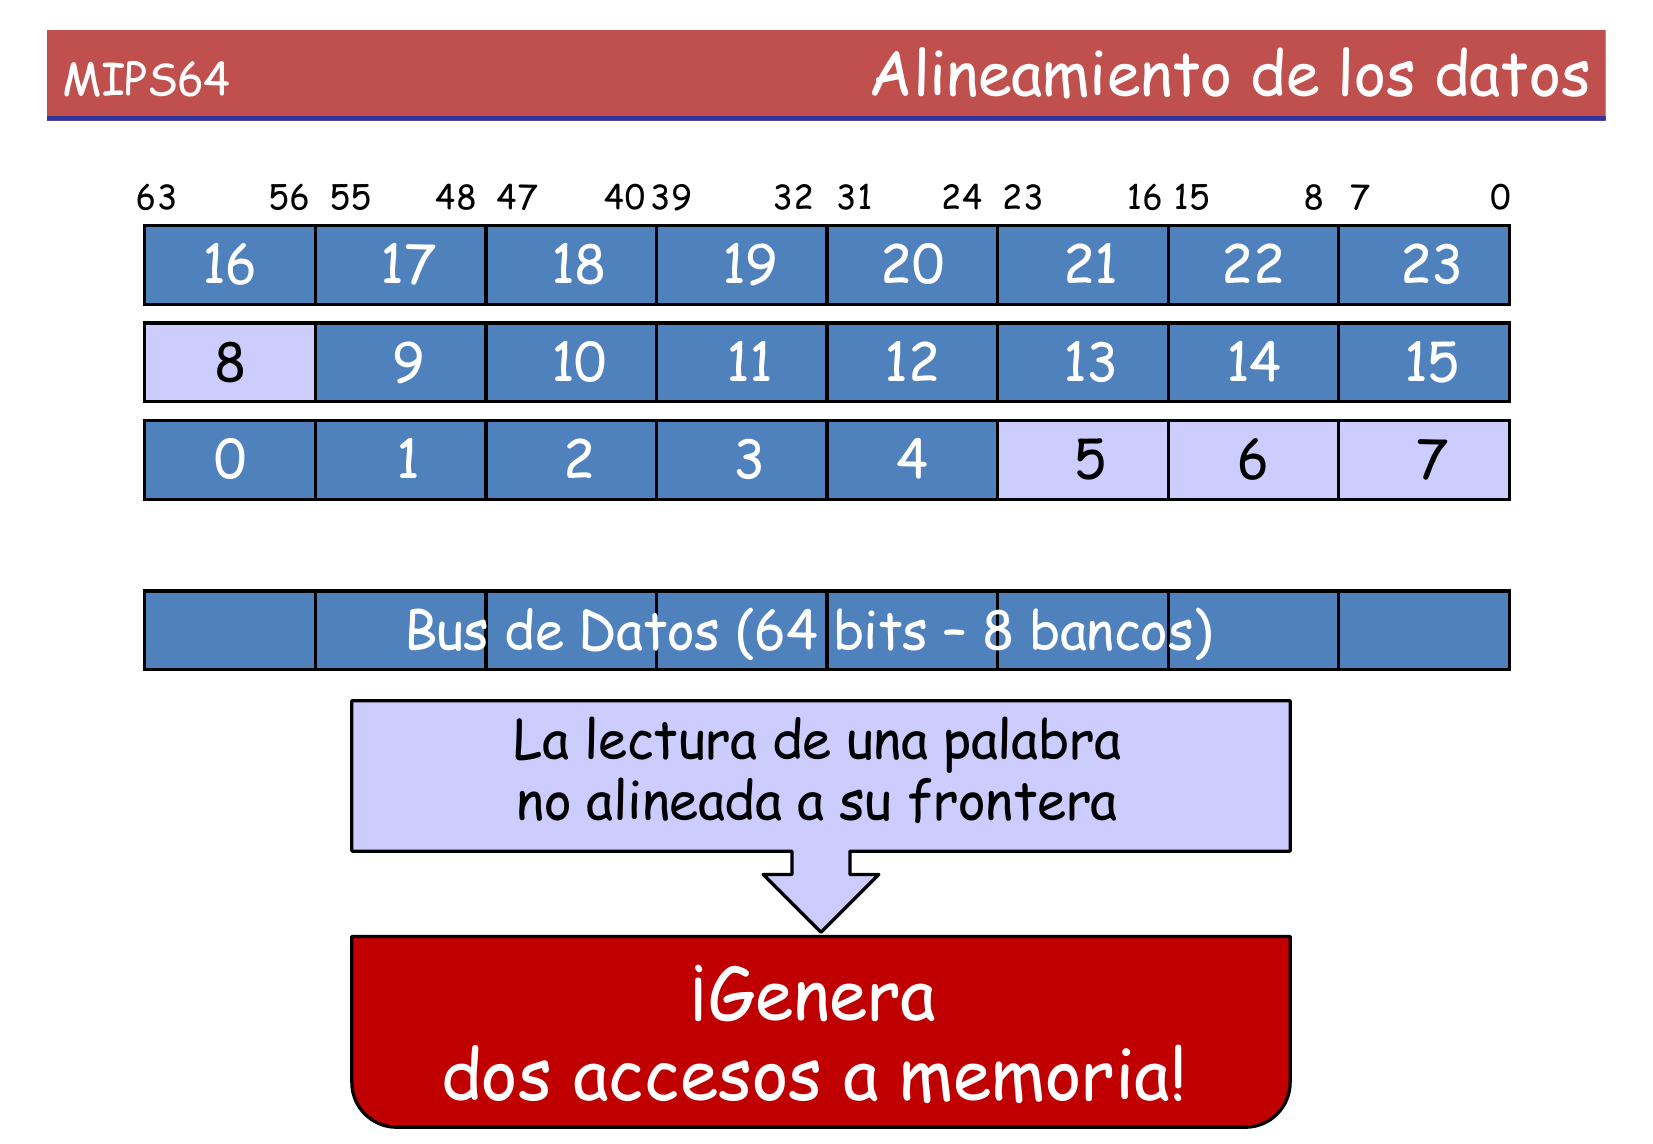 MIPS64 Alineamiento de los datos
63 56 55 48 47 40 39 32 31 24 23 16 15 8 7 0
16 17 18 19 20 21 22 23
8 9 10 11 12 13 14 15
0 1 2 3 4 5 6 7
Bus de Datos (64 bits – 8 bancos)
La lectura de una palabra
no alineada a su frontera
¡Genera
dos accesos a memoria!